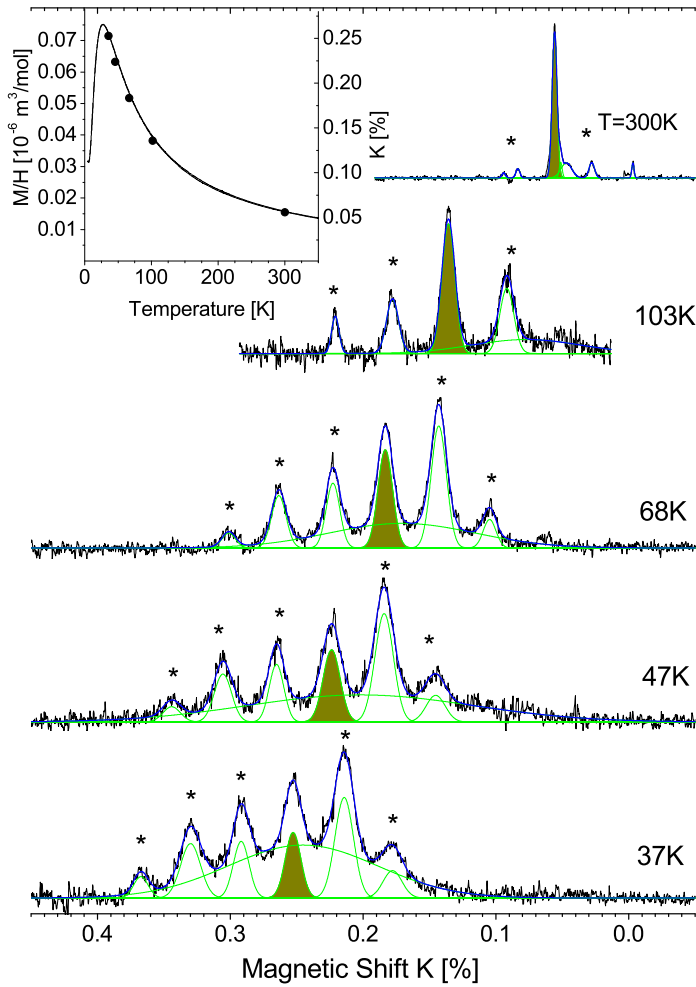 M/H [10⁻⁶ m³/mol]
0.07
0.06
0.05
0.04
0.03
0.02
0.01
0 100 200 300
Temperature [K]
0.25
0.20
0.15
0.10
0.05
K [%]
* * T=300K
* * * * 103K
* * * * * 68K
* * * * * 47K
* * * * * 37K
0.4 0.3 0.2 0.1 0.0
Magnetic Shift K [%]